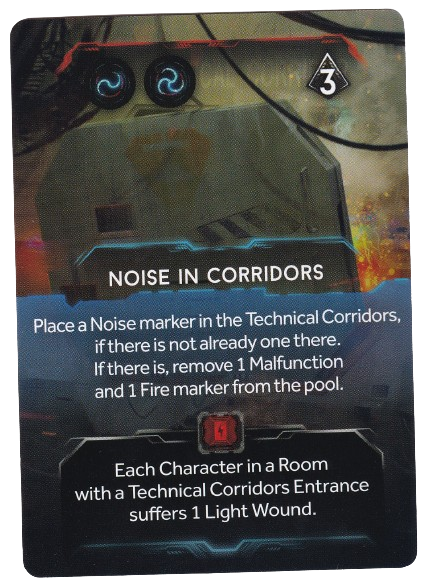 3
NOISE IN CORRIDORS
Place a Noise marker in the Technical Corridors,
if there is not already one there.
If there is, remove 1 Malfunction
and 1 Fire marker from the pool.
Each Character in a Room
with a Technical Corridors Entrance
suffers 1 Light Wound.